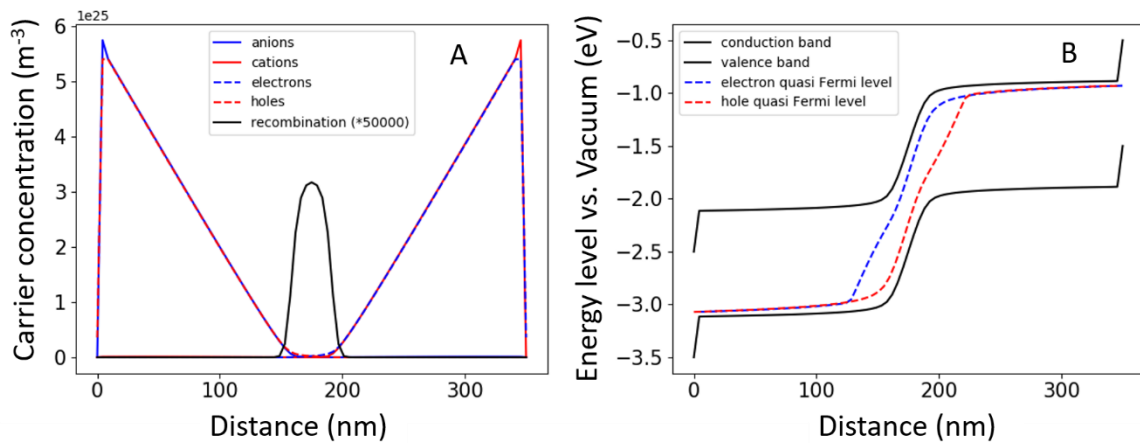 1e25
A
anions
cations
electrons
holes
recombination (*50000)
6
5
4
3
2
1
0
Carrier concentration (m⁻³)
0
100
200
300
Distance (nm)
B
conduction band
valence band
electron quasi Fermi level
hole quasi Fermi level
−0.5
−1.0
−1.5
−2.0
−2.5
−3.0
−3.5
Energy level vs. Vacuum (eV)
0
100
200
300
Distance (nm)